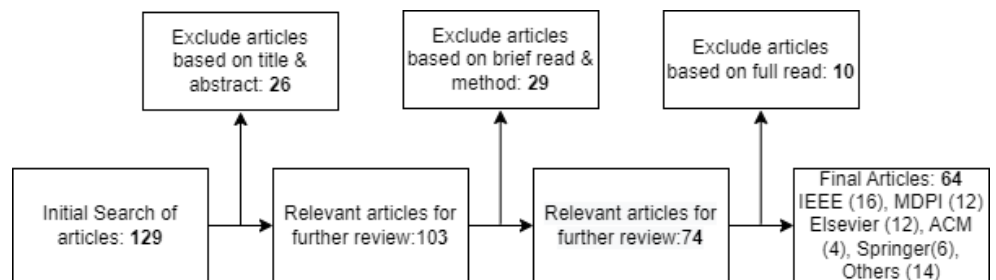 Exclude articles
based on title &
abstract: 26
Exclude articles
based on brief read &
method: 29
Exclude articles
based on full read: 10
Initial Search of
articles: 129
Relevant articles for
further review:103
Relevant articles for
further review:74
Final Articles: 64
IEEE (16), MDPI (12)
Elsevier (12), ACM
(4), Springer(6),
Others (14)